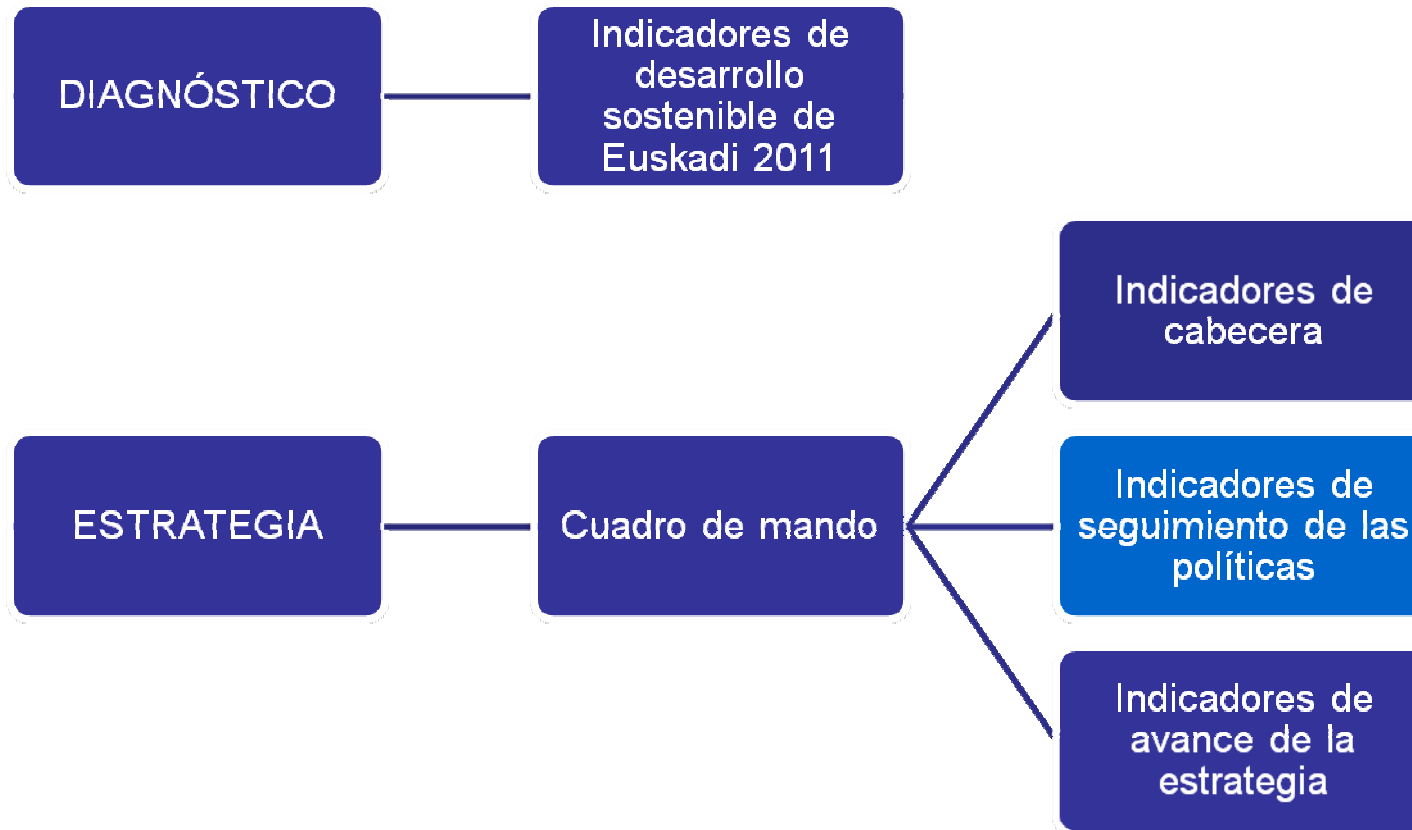 DIAGNÓSTICO
Indicadores de
desarrollo
sostenible de
Euskadi 2011
Indicadores de
cabecera
ESTRATEGIA
Cuadro de mando
Indicadores de
seguimiento de las
políticas
Indicadores de
avance de la
estrategia